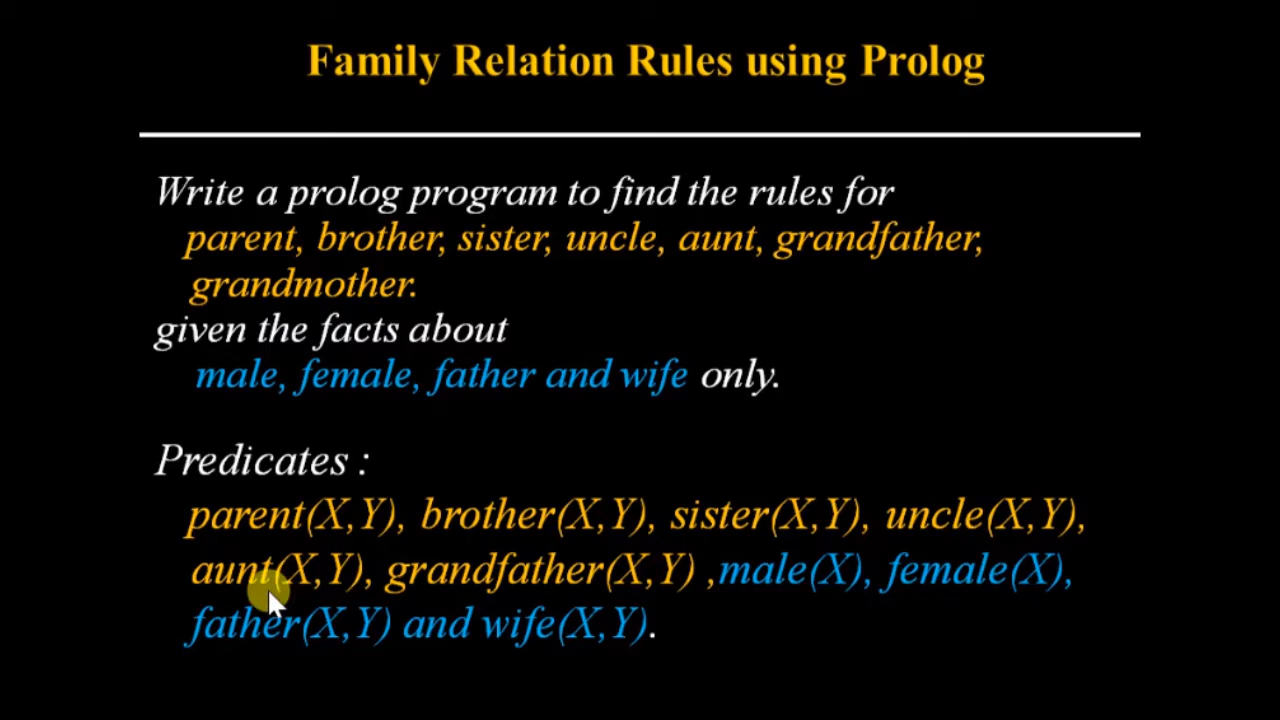 Family Relation Rules using Prolog
Write a prolog program to find the rules for
parent, brother, sister, uncle, aunt, grandfather,
grandmother.
given the facts about
male, female, father and wife only.
Predicates :
parent(X,Y), brother(X,Y), sister(X,Y), uncle(X,Y),
aunt(X,Y), grandfather(X,Y) ,male(X), female(X),
father(X,Y) and wife(X,Y).